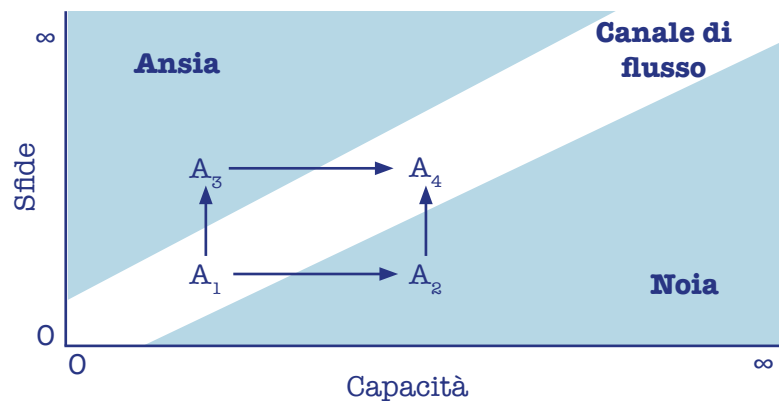 ∞
Ansia
Canale di
flusso
Sfide
A₃
A₄
A₁
A₂
Noia
0
0
∞
Capacità